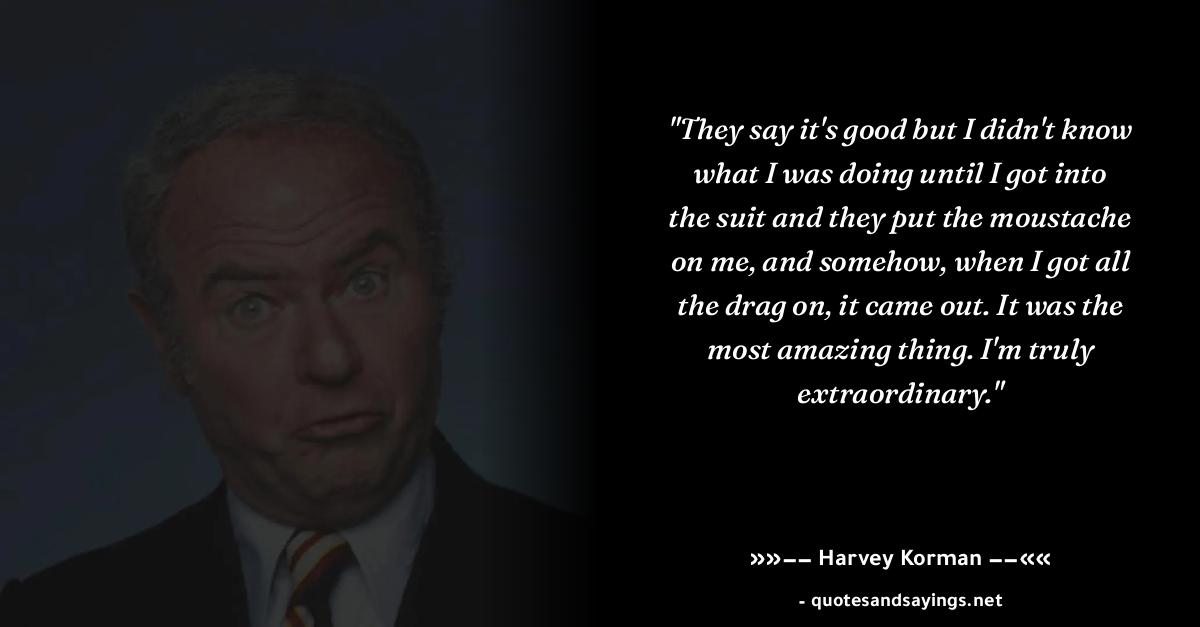 "They say it's good but I didn't know
what I was doing until I got into
the suit and they put the moustache
on me, and somehow, when I got all
the drag on, it came out. It was the
most amazing thing. I'm truly
extraordinary."
»»−− Harvey Korman −−««
- quotesandsayings.net